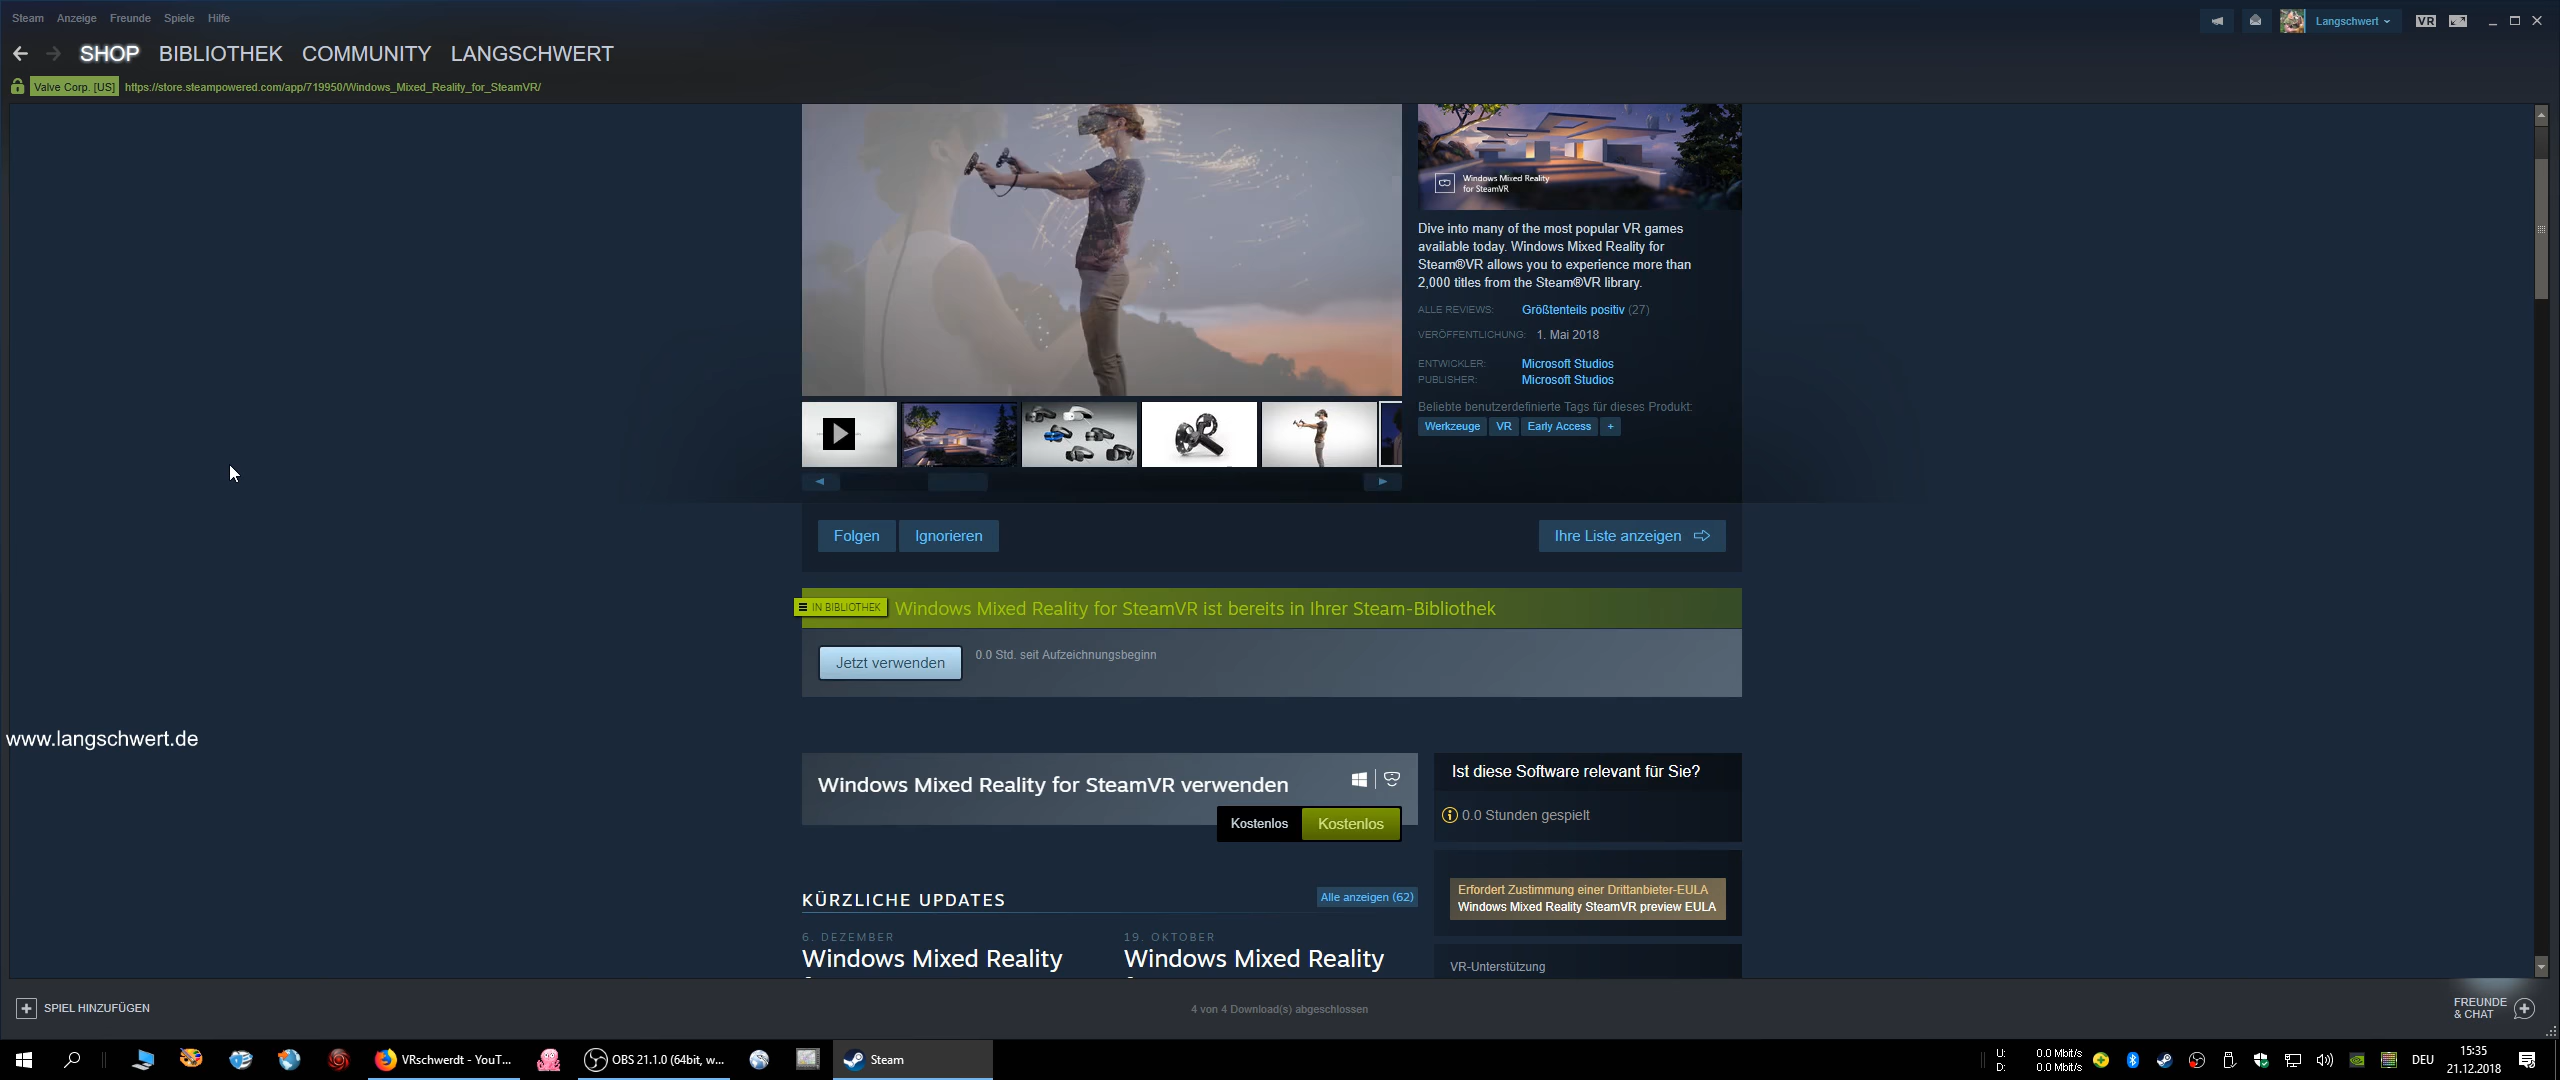 Steam Anzeige Freunde Spiele Hilfe
Langschwert
VR
SHOP BIBLIOTHEK COMMUNITY LANGSCHWERT
Valve Corp. [US] https://store.steampowered.com/app/719950/Windows_Mixed_Reality_for_SteamVR/
Windows Mixed Reality
for SteamVR
Dive into many of the most popular VR games
available today. Windows Mixed Reality for
Steam®VR allows you to experience more than
2,000 titles from the Steam®VR library.
ALLE REVIEWS: Größtenteils positiv (27)
VERÖFFENTLICHUNG: 1. Mai 2018
ENTWICKLER: Microsoft Studios
PUBLISHER: Microsoft Studios
Beliebte benutzerdefinierte Tags für dieses Produkt:
Werkzeuge VR Early Access +
Folgen Ignorieren Ihre Liste anzeigen
IN BIBLIOTHEK Windows Mixed Reality for SteamVR ist bereits in Ihrer Steam-Bibliothek
Jetzt verwenden 0.0 Std. seit Aufzeichnungsbeginn
www.langschwert.de
Windows Mixed Reality for SteamVR verwenden
Kostenlos Kostenlos
Ist diese Software relevant für Sie?
0.0 Stunden gespielt
Erfordert Zustimmung einer Drittanbieter-EULA
Windows Mixed Reality SteamVR preview EULA
VR-Unterstützung
KÜRZLICHE UPDATES Alle anzeigen (62)
6. DEZEMBER
Windows Mixed Reality
19. OKTOBER
Windows Mixed Reality
SPIEL HINZUFÜGEN
4 von 4 Download(s) abgeschlossen
FREUNDE
& CHAT
VRschwerdt - YouT...
OBS 21.1.0 (64bit, w...
Steam
U: 0.0 Mbit/s
D: 0.0 Mbit/s
DEU
15:35
21.12.2018